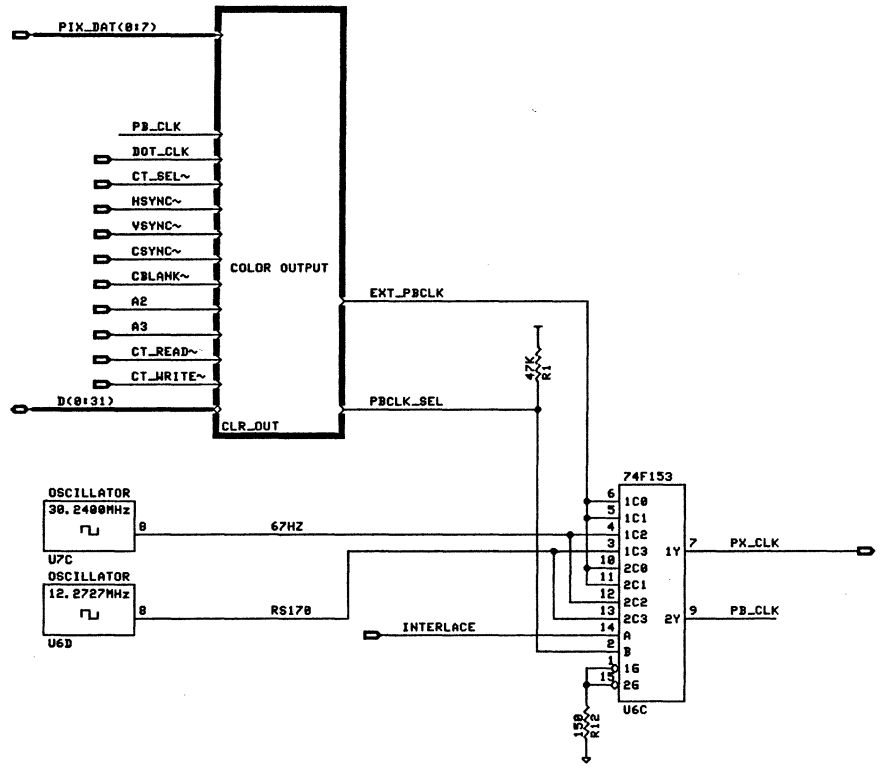 PIX_DAT(0:7)
PB_CLK
DOT_CLK
CT_SEL~
HSYNC~
VSYNC~
CSYNC~
CBLANK~
A2
A3
CT_READ~
CT_WRITE~
D(0:31)
COLOR OUTPUT
CLR_OUT
EXT_PBCLK
PBCLK_SEL
47K
R1
OSCILLATOR
30.2400MHz
8
U7C
67HZ
OSCILLATOR
12.2727MHz
8
U6D
RS170
INTERLACE
74F153
6 1C0
5 1C1
4 1C2
3 1C3 1Y 7 PX_CLK
10 2C0
11 2C1
12 2C2
13 2C3 2Y 9 PB_CLK
14 A
2 B
1 1G
15 2G
U6C
150
R12